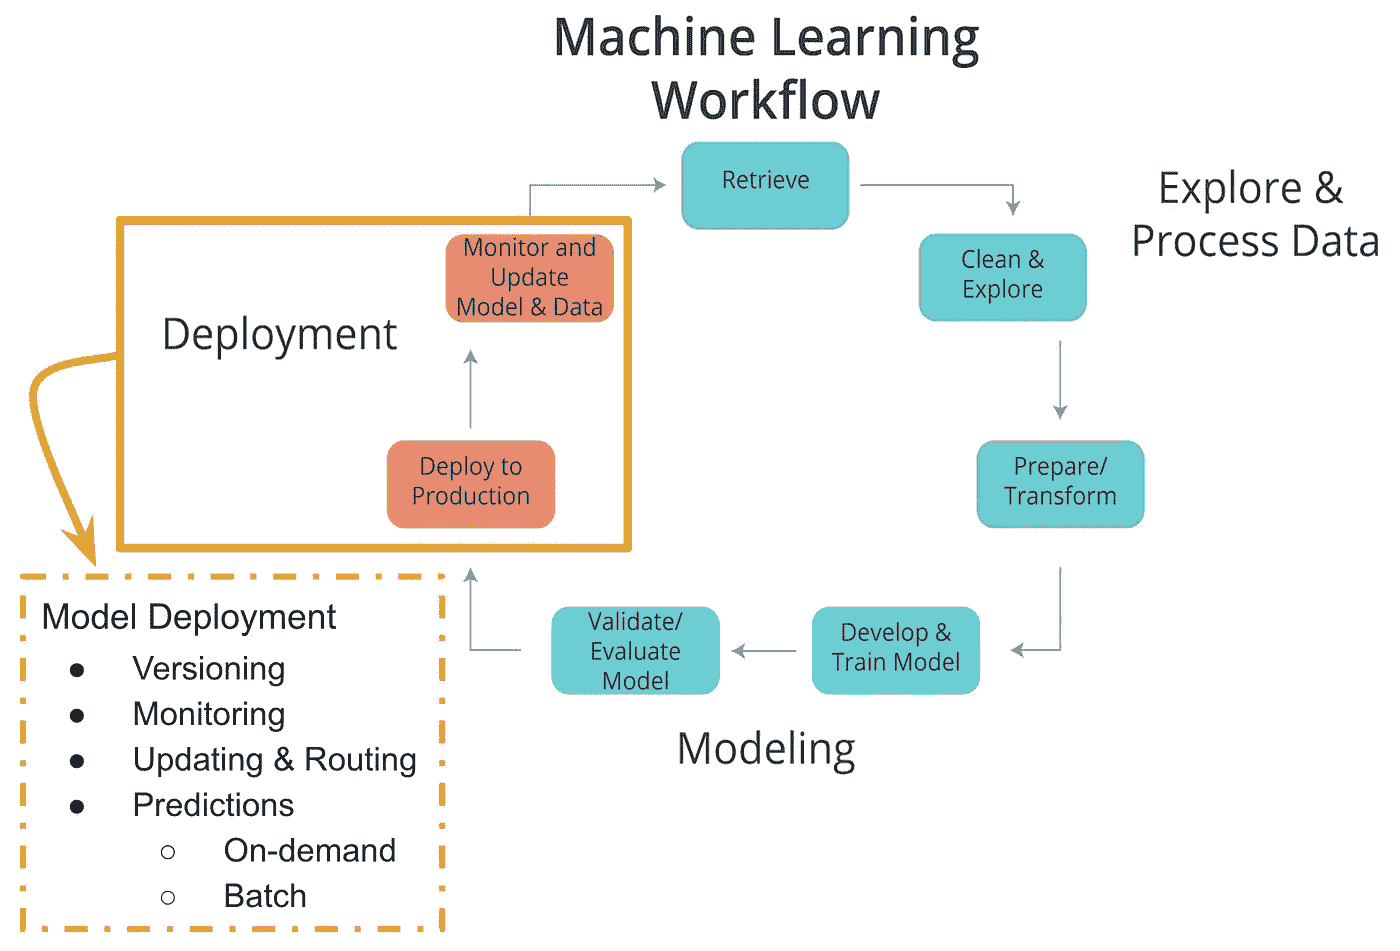 Machine Learning
Workflow
Retrieve
Explore &
Process Data
Clean &
Explore
Monitor and
Update
Model & Data
Deployment
Prepare/
Transform
Deploy to
Production
Validate/
Evaluate
Model
Develop &
Train Model
Modeling
Model Deployment
● Versioning
● Monitoring
● Updating & Routing
● Predictions
○ On-demand
○ Batch